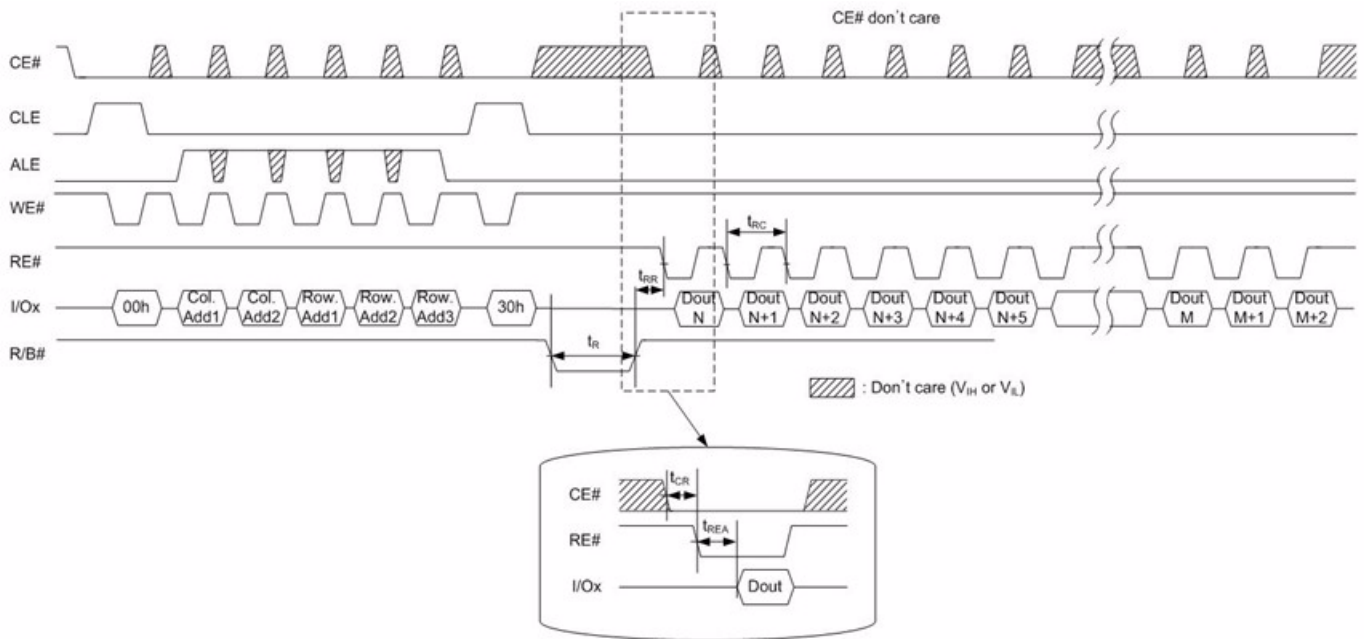 CE# don`t care
CE#
CLE
ALE
WE#
RE#
tRC
tRR
I/Ox
00h
Col.
Add1
Col.
Add2
Row.
Add1
Row.
Add2
Row.
Add3
30h
Dout
N
Dout
N+1
Dout
N+2
Dout
N+3
Dout
N+4
Dout
N+5
Dout
M
Dout
M+1
Dout
M+2
R/B#
tR
: Don`t care (VIH or VIL)
CE#
tCR
RE#
tREA
I/Ox
Dout